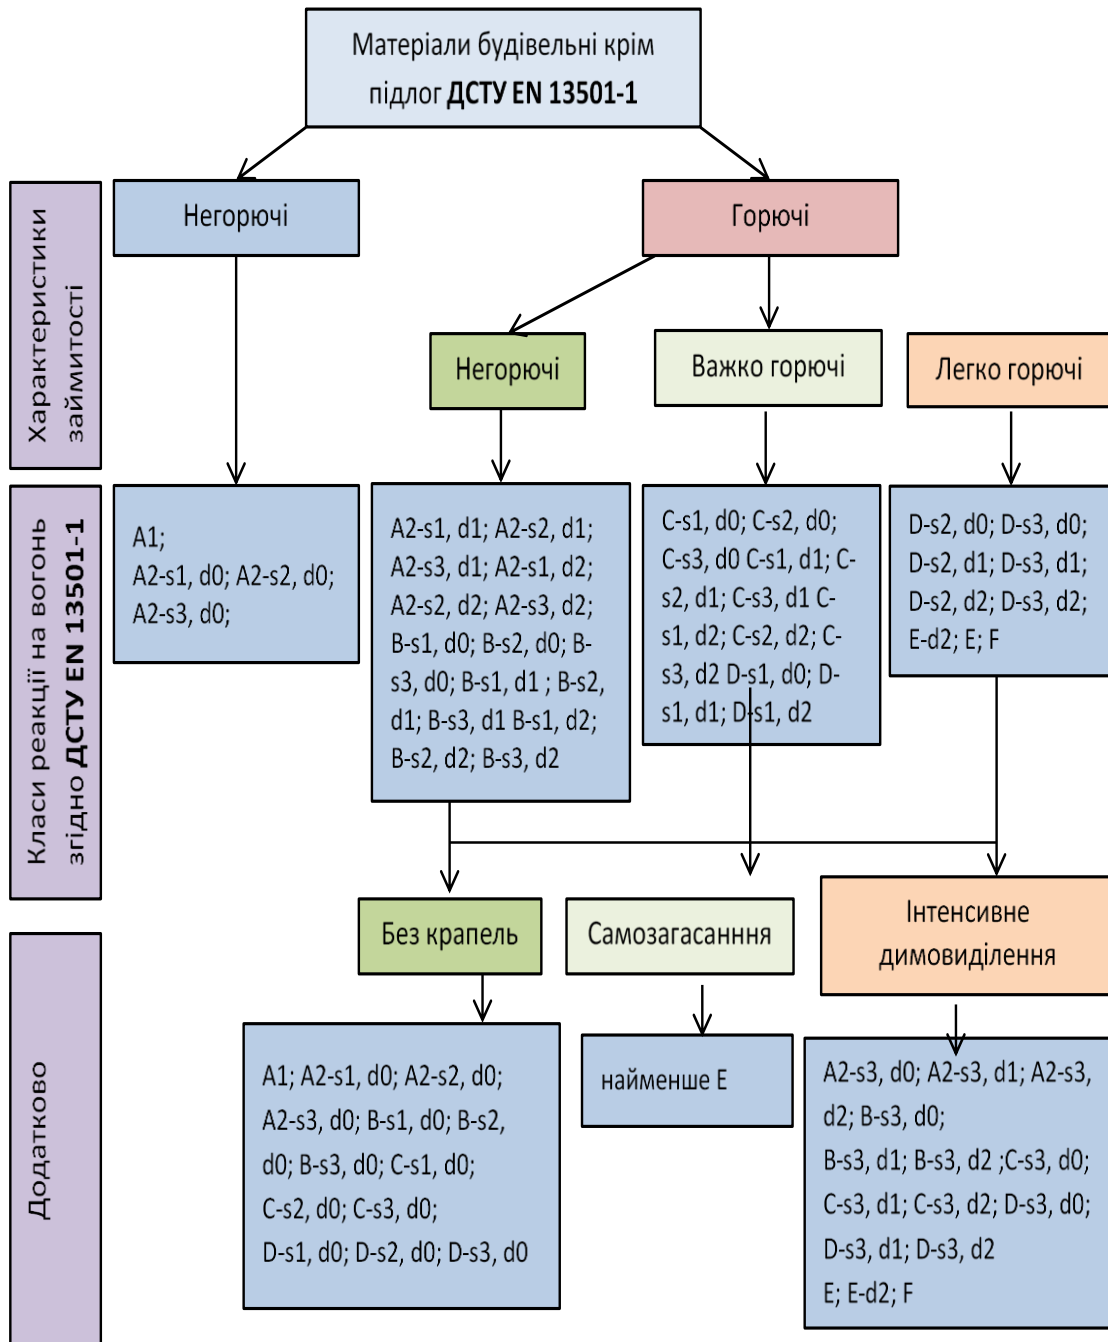 Матеріали будівельні крім
підлог ДСТУ EN 13501-1
Характеристики
займитості
Негорючі
Горючі
Негорючі
Важко горючі
Легко горючі
Класи реакції на вогонь
згідно ДСТУ EN 13501-1
A1;
A2-s1, d0; A2-s2, d0;
A2-s3, d0;
A2-s1, d1; A2-s2, d1;
A2-s3, d1; A2-s1, d2;
A2-s2, d2; A2-s3, d2;
B-s1, d0; B-s2, d0; B-
s3, d0; B-s1, d1 ; B-s2,
d1; B-s3, d1 B-s1, d2;
B-s2, d2; B-s3, d2
C-s1, d0; C-s2, d0;
C-s3, d0 C-s1, d1; C-
s2, d1; C-s3, d1 C-
s1, d2; C-s2, d2; C-
s3, d2 D-s1, d0; D-
s1, d1; D-s1, d2
D-s2, d0; D-s3, d0;
D-s2, d1; D-s3, d1;
D-s2, d2; D-s3, d2;
E-d2; E; F
Додатково
Без крапель
Самозагасанння
Інтенсивне
димовиділення
A1; A2-s1, d0; A2-s2, d0;
A2-s3, d0; B-s1, d0; B-s2,
d0; B-s3, d0; C-s1, d0;
C-s2, d0; C-s3, d0;
D-s1, d0; D-s2, d0; D-s3, d0
найменше E
A2-s3, d0; A2-s3, d1; A2-s3,
d2; B-s3, d0;
B-s3, d1; B-s3, d2 ;C-s3, d0;
C-s3, d1; C-s3, d2; D-s3, d0;
D-s3, d1; D-s3, d2
E; E-d2; F